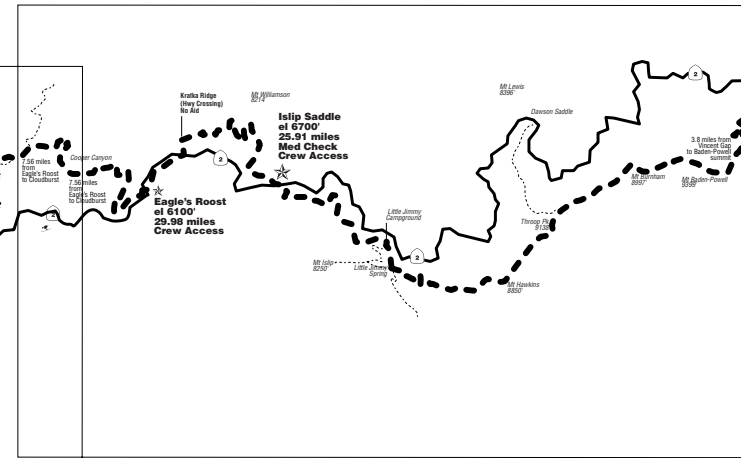 Kratka Ridge
(Hwy Crossing)
No Aid
Mt Williamson
8214'
Islip Saddle
el 6700'
25.91 miles
Med Check
Crew Access
Mt Lewis
8396'
Dawson Saddle
2
3.8 miles from
Vincent Gap
to Baden-Powell
summit
7.56 miles
from
Eagle's Roost
to Cloudburst
Cooper Canyon
7.56 miles
from
Eagle's Roost
to Cloudburst
2
2
Eagle's Roost
el 6100'
29.98 miles
Crew Access
Mt Burnham
8997'
Mt Baden-Powell
9399'
Little Jimmy
Campground
Throop Pk
9138'
2
Mt Islip
8250'
Little Jimmy
Spring
Mt Hawkins
8850'